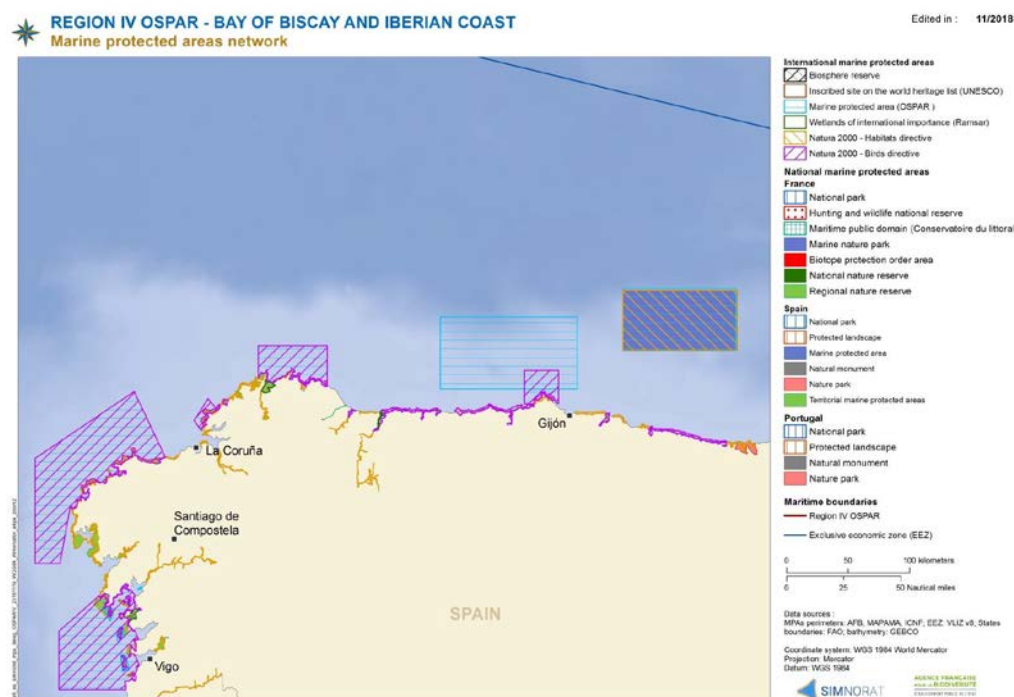 REGION IV OSPAR - BAY OF BISCAY AND IBERIAN COAST
Marine protected areas network
Edited in : 11/2018
International marine protected areas
Biosphere reserve
Inscribed site on the world heritage list (UNESCO)
Marine protected area (OSPAR )
Wetlands of international importance (Ramsar)
Natura 2000 - Habitats directive
Natura 2000 - Birds directive
National marine protected areas
France
National park
Hunting and wildlife national reserve
Maritime public domain (Conservatoire du littoral
Marine nature park
Biotope protection order area
National nature reserve
Regional nature reserve
Spain
National park
Protected landscape
Marine protected area
Natural monument
Nature park
Territorial marine protected areas
Portugal
National park
Protected landscape
Natural monument
Nature park
Maritime boundaries
Region IV OSPAR
Exclusive economic zone (EEZ)
0 50 100 kilometers
0 25 50 Nautical miles
Data sources :
MPAs perimeters: AFB, MAPAMA, ICNF; EEZ: VLIZ v8; States
boundaries: FAO; bathymetry: GEBCO
Coordinate system: WGS 1984 World Mercator
Projection: Mercator
Datum: WGS 1984
SIMNORAT
AGENCE FRANÇAISE
POUR LA BIODIVERSITÉ
Gijón
La Coruña
Santiago de
Compostela
SPAIN
Vigo